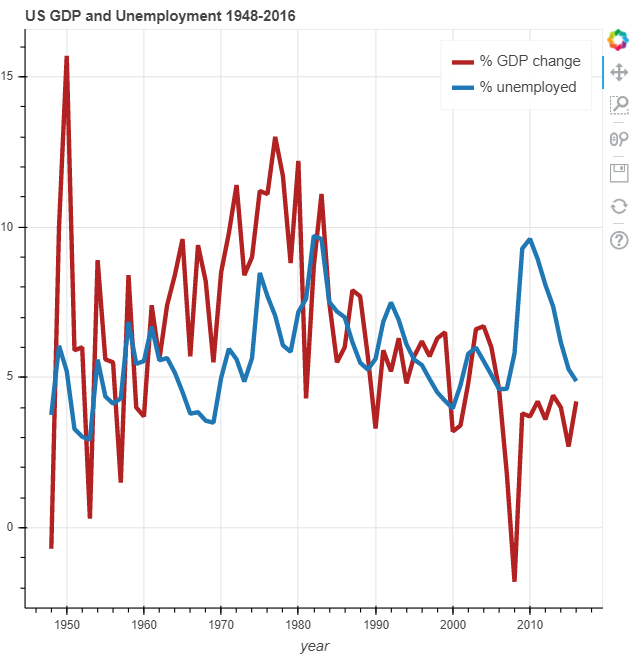 US GDP and Unemployment 1948-2016
% GDP change
% unemployed
15
10
5
0
1950 1960 1970 1980 1990 2000 2010
year